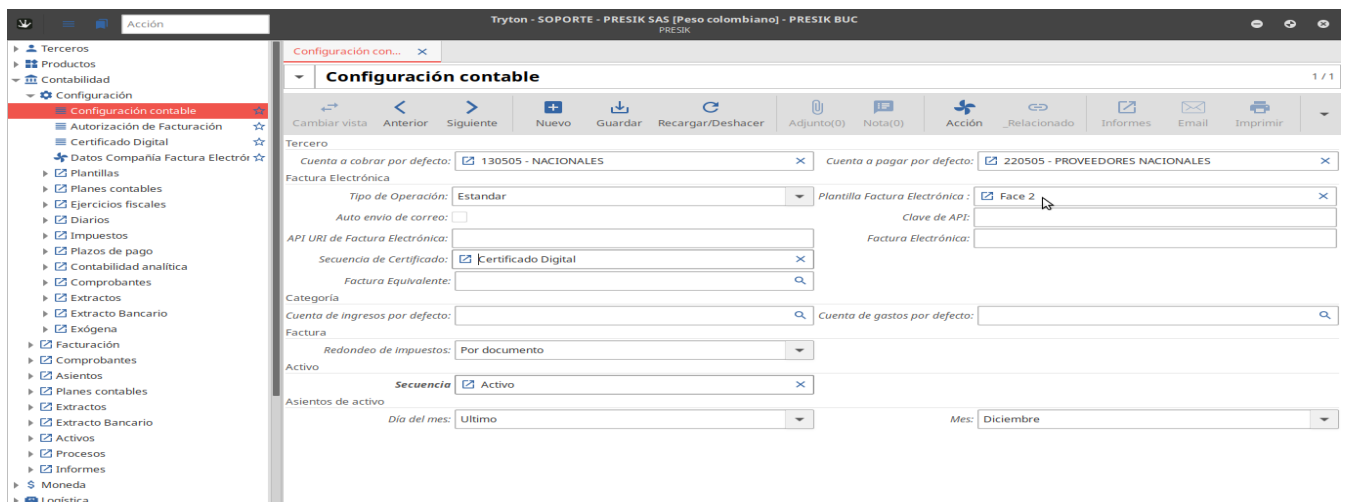 Tryton - SOPORTE - PRESIK SAS [Peso colombiano] - PRESIK BUC
PRESIK
Acción
Terceros
Productos
Contabilidad
Configuración
Configuración contable
Autorización de Facturación
Certificado Digital
Datos Compañía Factura Electrór
Plantillas
Planes contables
Ejercicios fiscales
Diarios
Impuestos
Plazos de pago
Contabilidad analítica
Comprobantes
Extractos
Extracto Bancario
Exógena
Facturación
Comprobantes
Asientos
Planes contables
Extractos
Extracto Bancario
Activos
Procesos
Informes
Moneda
Logística
Configuración con...
Configuración contable 1 / 1
Cambiar vista Anterior Siguiente Nuevo Guardar Recargar/Deshacer Adjunto(0) Nota(0) Acción _Relacionado Informes Email Imprimir
Tercero
Cuenta a cobrar por defecto: 130505 - NACIONALES Cuenta a pagar por defecto: 220505 - PROVEEDORES NACIONALES
Factura Electrónica
Tipo de Operación: Estandar Plantilla Factura Electrónica : Face 2
Auto envio de correo: Clave de API:
API URI de Factura Electrónica: Factura Electrónica:
Secuencia de Certificado: Certificado Digital
Factura Equivalente:
Categoría
Cuenta de ingresos por defecto: Cuenta de gastos por defecto:
Factura
Redondeo de Impuestos: Por documento
Activo
Secuencia Activo
Asientos de activo
Día del mes: Ultimo Mes: Diciembre